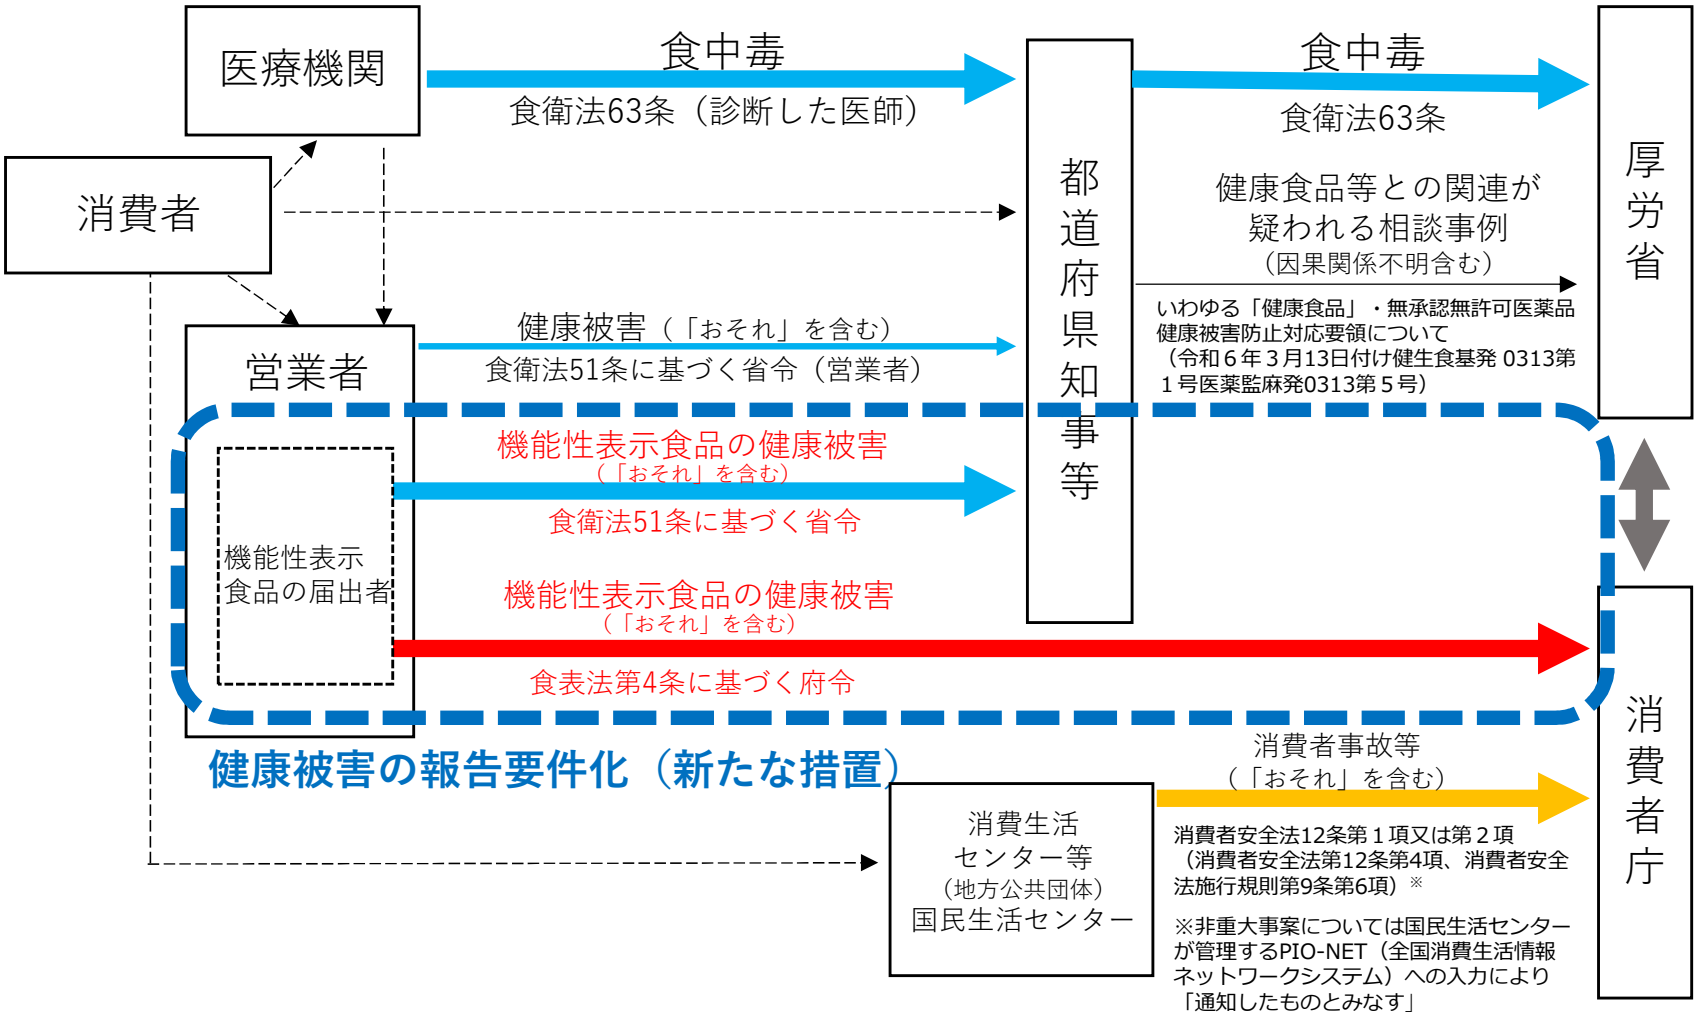 医療機関
食中毒
食衛法63条（診断した医師）
食中毒
食衛法63条
厚労省
消費者
都道府県知事等
健康食品等との関連が
疑われる相談事例
（因果関係不明含む）
いわゆる「健康食品」・無承認無許可医薬品
健康被害防止対応要領について
（令和６年３月13日付け健生食基発 0313第
１号医薬監麻発0313第５号）
営業者
健康被害（「おそれ」を含む）
食衛法51条に基づく省令（営業者）
機能性表示食品の健康被害
（「おそれ」を含む）
食衛法51条に基づく省令
機能性表示
食品の届出者
機能性表示食品の健康被害
（「おそれ」を含む）
食表法第4条に基づく府令
健康被害の報告要件化（新たな措置）
消費者庁
消費者事故等
（「おそれ」を含む）
消費生活
センター等
（地方公共団体）
国民生活センター
消費者安全法12条第１項又は第２項
（消費者安全法第12条第4項、消費者安全
法施行規則第9条第6項）※
※非重大事案については国民生活センター
が管理するPIO-NET（全国消費生活情報
ネットワークシステム）への入力により
「通知したものとみなす」